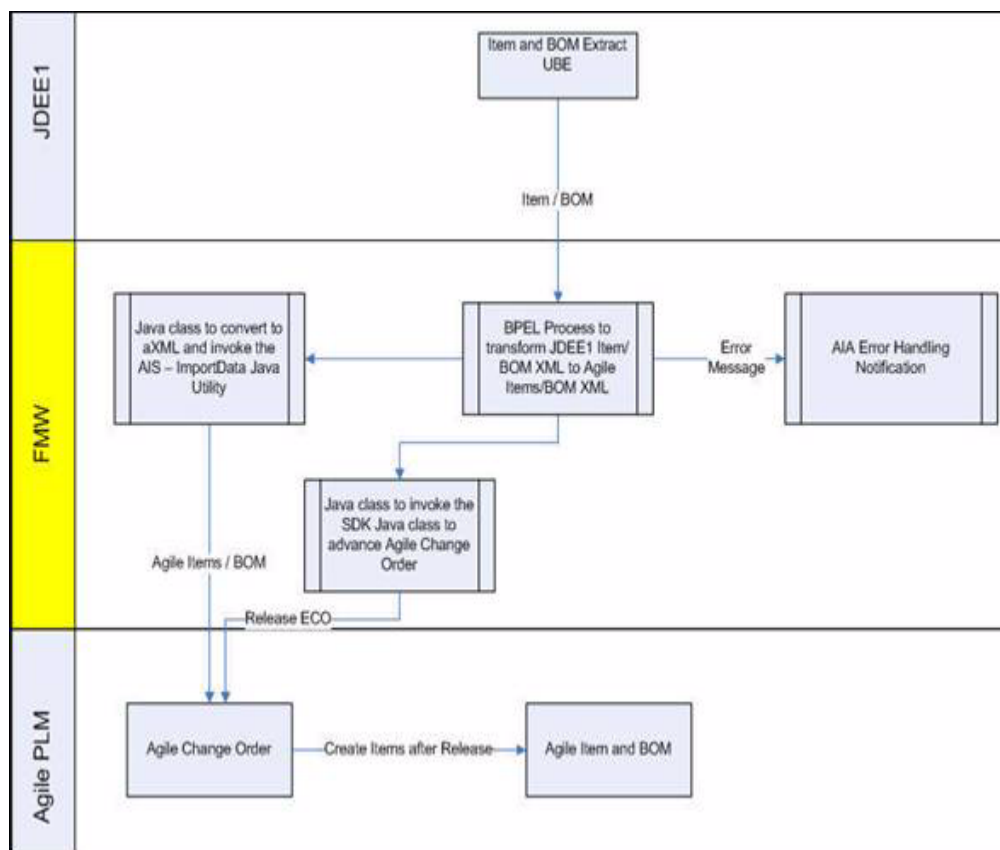 JDEE1
Item and BOM Extract
UBE
Item / BOM
FMW
Java class to convert to
aXML and invoke the
AIS – ImportData Java
Utility
BPEL Process to
transform JDEE1 Item/
BOM XML to Agile
Items/BOM XML
Error
Message
AIA Error Handling
Notification
Java class to invoke the
SDK Java class to
advance Agile Change
Order
Agile Items / BOM
Release ECO
Agile PLM
Agile Change Order
Create Items after Release
Agile Item and BOM